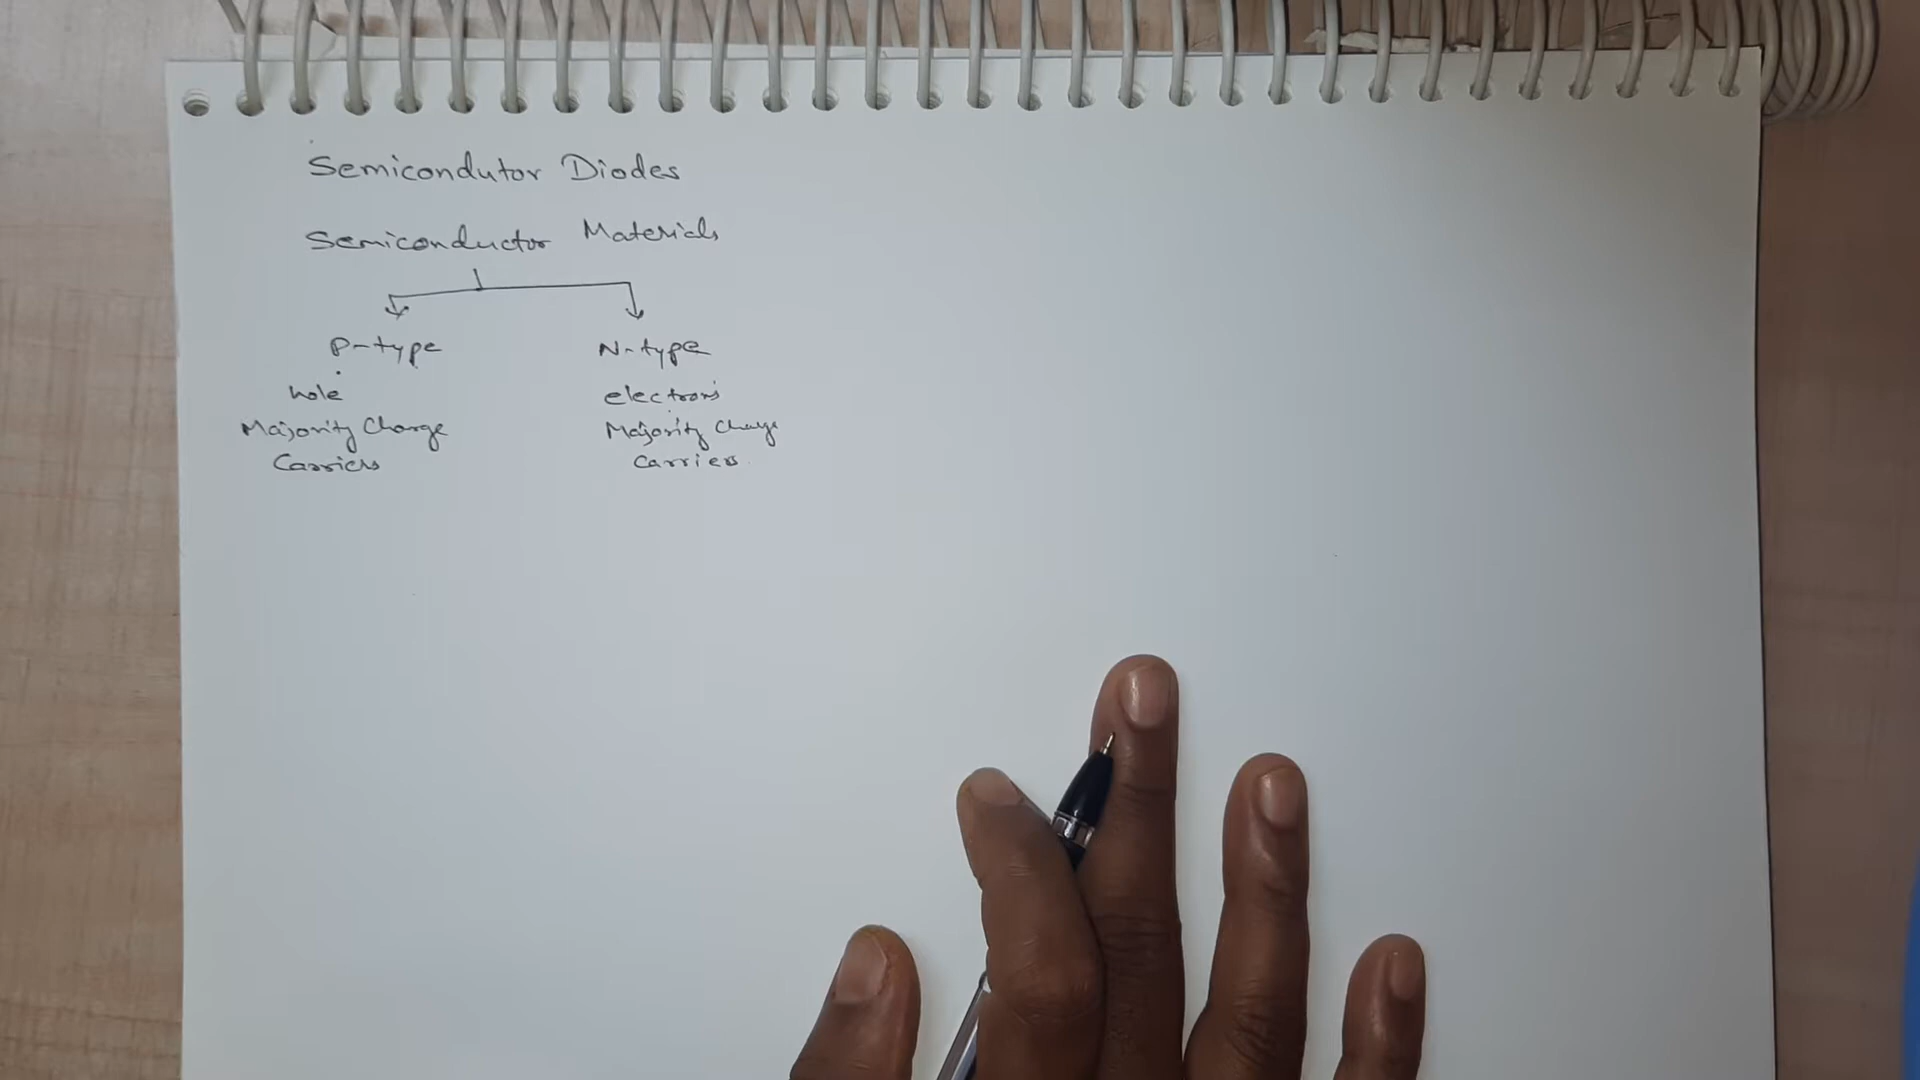 Semicondutor Diodes
Semiconductor Materials
P-type
N-type
hole
electrons
Majority Charge
Carriers
Majority Charge
Carriers